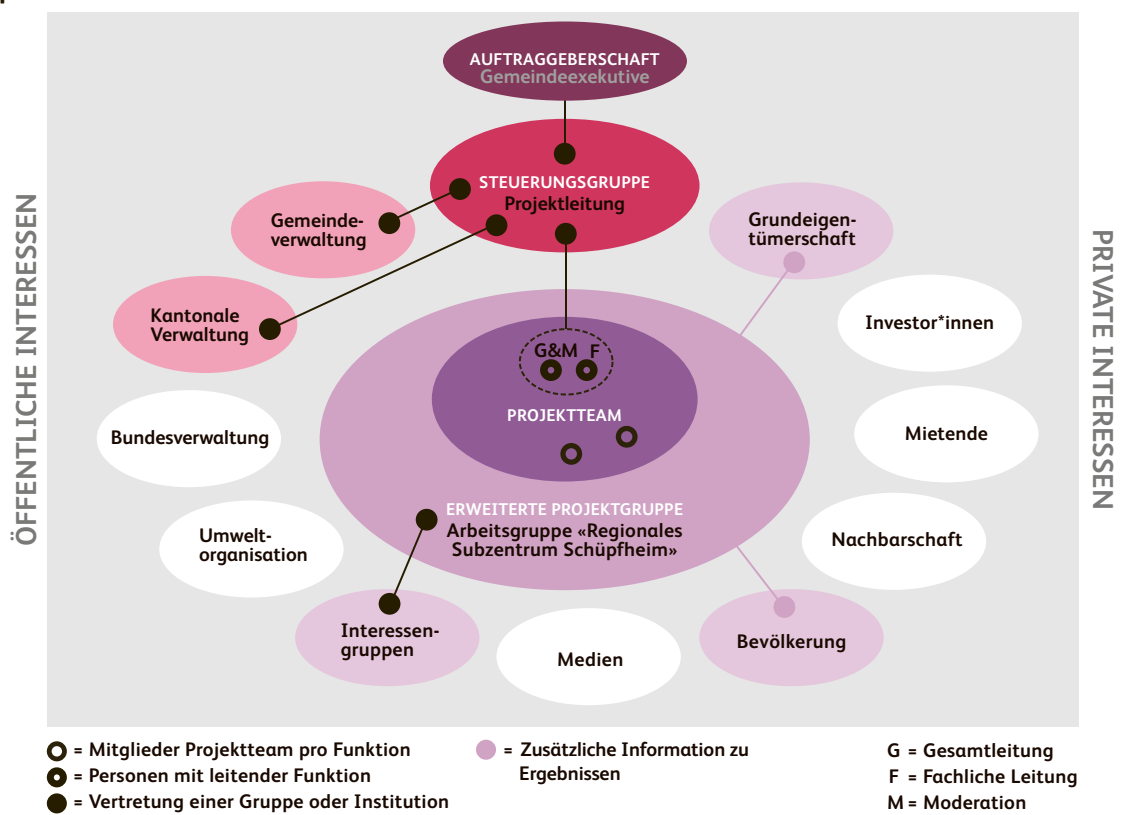 AUFTRAGGEBERSCHAFT
Gemeindeexekutive
STEUERUNGSGRUPPE
Projektleitung
Gemeinde-
verwaltung
Grundeigen-
tümerschaft
Kantonale
Verwaltung
Investor*innen
G&M F
PROJEKTTEAM
Bundesverwaltung
Mietende
ERWEITERTE PROJEKTGRUPPE
Arbeitsgruppe «Regionales
Subzentrum Schüpfheim»
Umwelt-
organisation
Nachbarschaft
Interessen-
gruppen
Medien
Bevölkerung
ÖFFENTLICHE INTERESSEN
PRIVATE INTERESSEN
= Mitglieder Projektteam pro Funktion
= Personen mit leitender Funktion
= Vertretung einer Gruppe oder Institution
= Zusätzliche Information zu
Ergebnissen
G = Gesamtleitung
F = Fachliche Leitung
M = Moderation